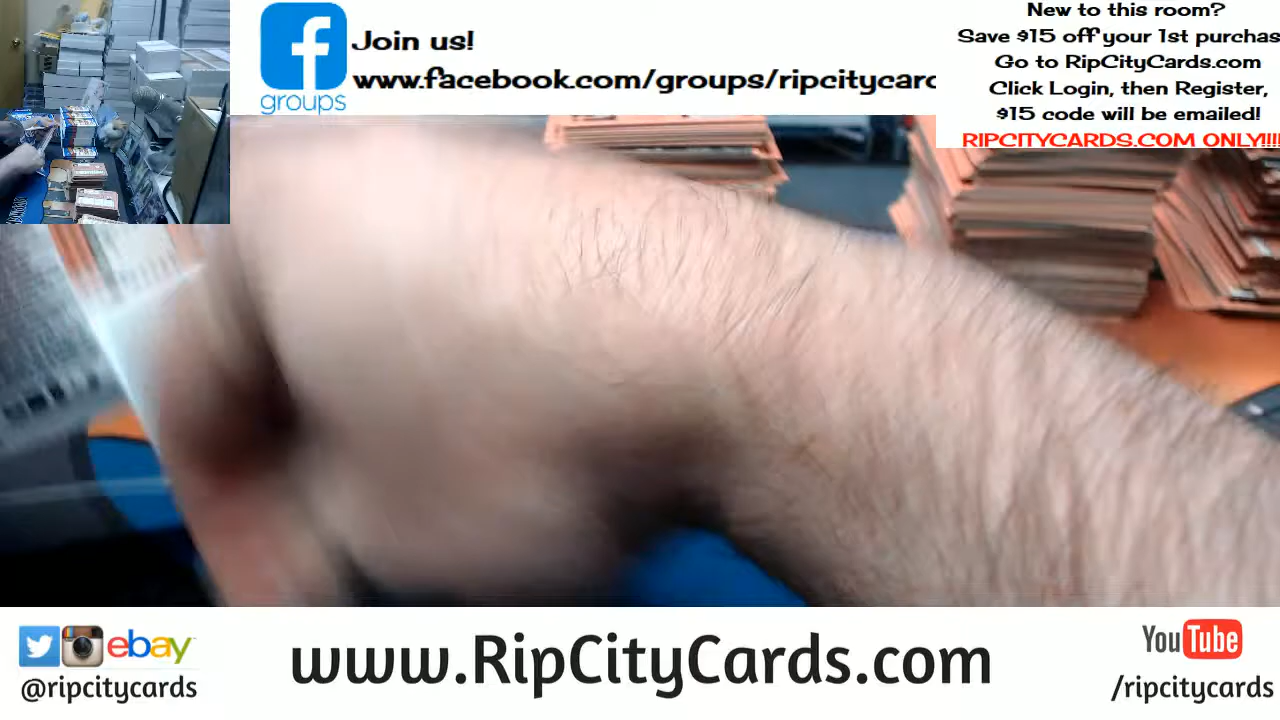 groups
Join us!
www.facebook.com/groups/ripcitycard
New to this room?
Save $15 off your 1st purchas
Go to RipCityCards.com
Click Login, then Register,
$15 code will be emailed!
RIPCITYCARDS.COM ONLY!!!!
ebay
@ripcitycards
www.RipCityCards.com
YouTube
/ripcitycards